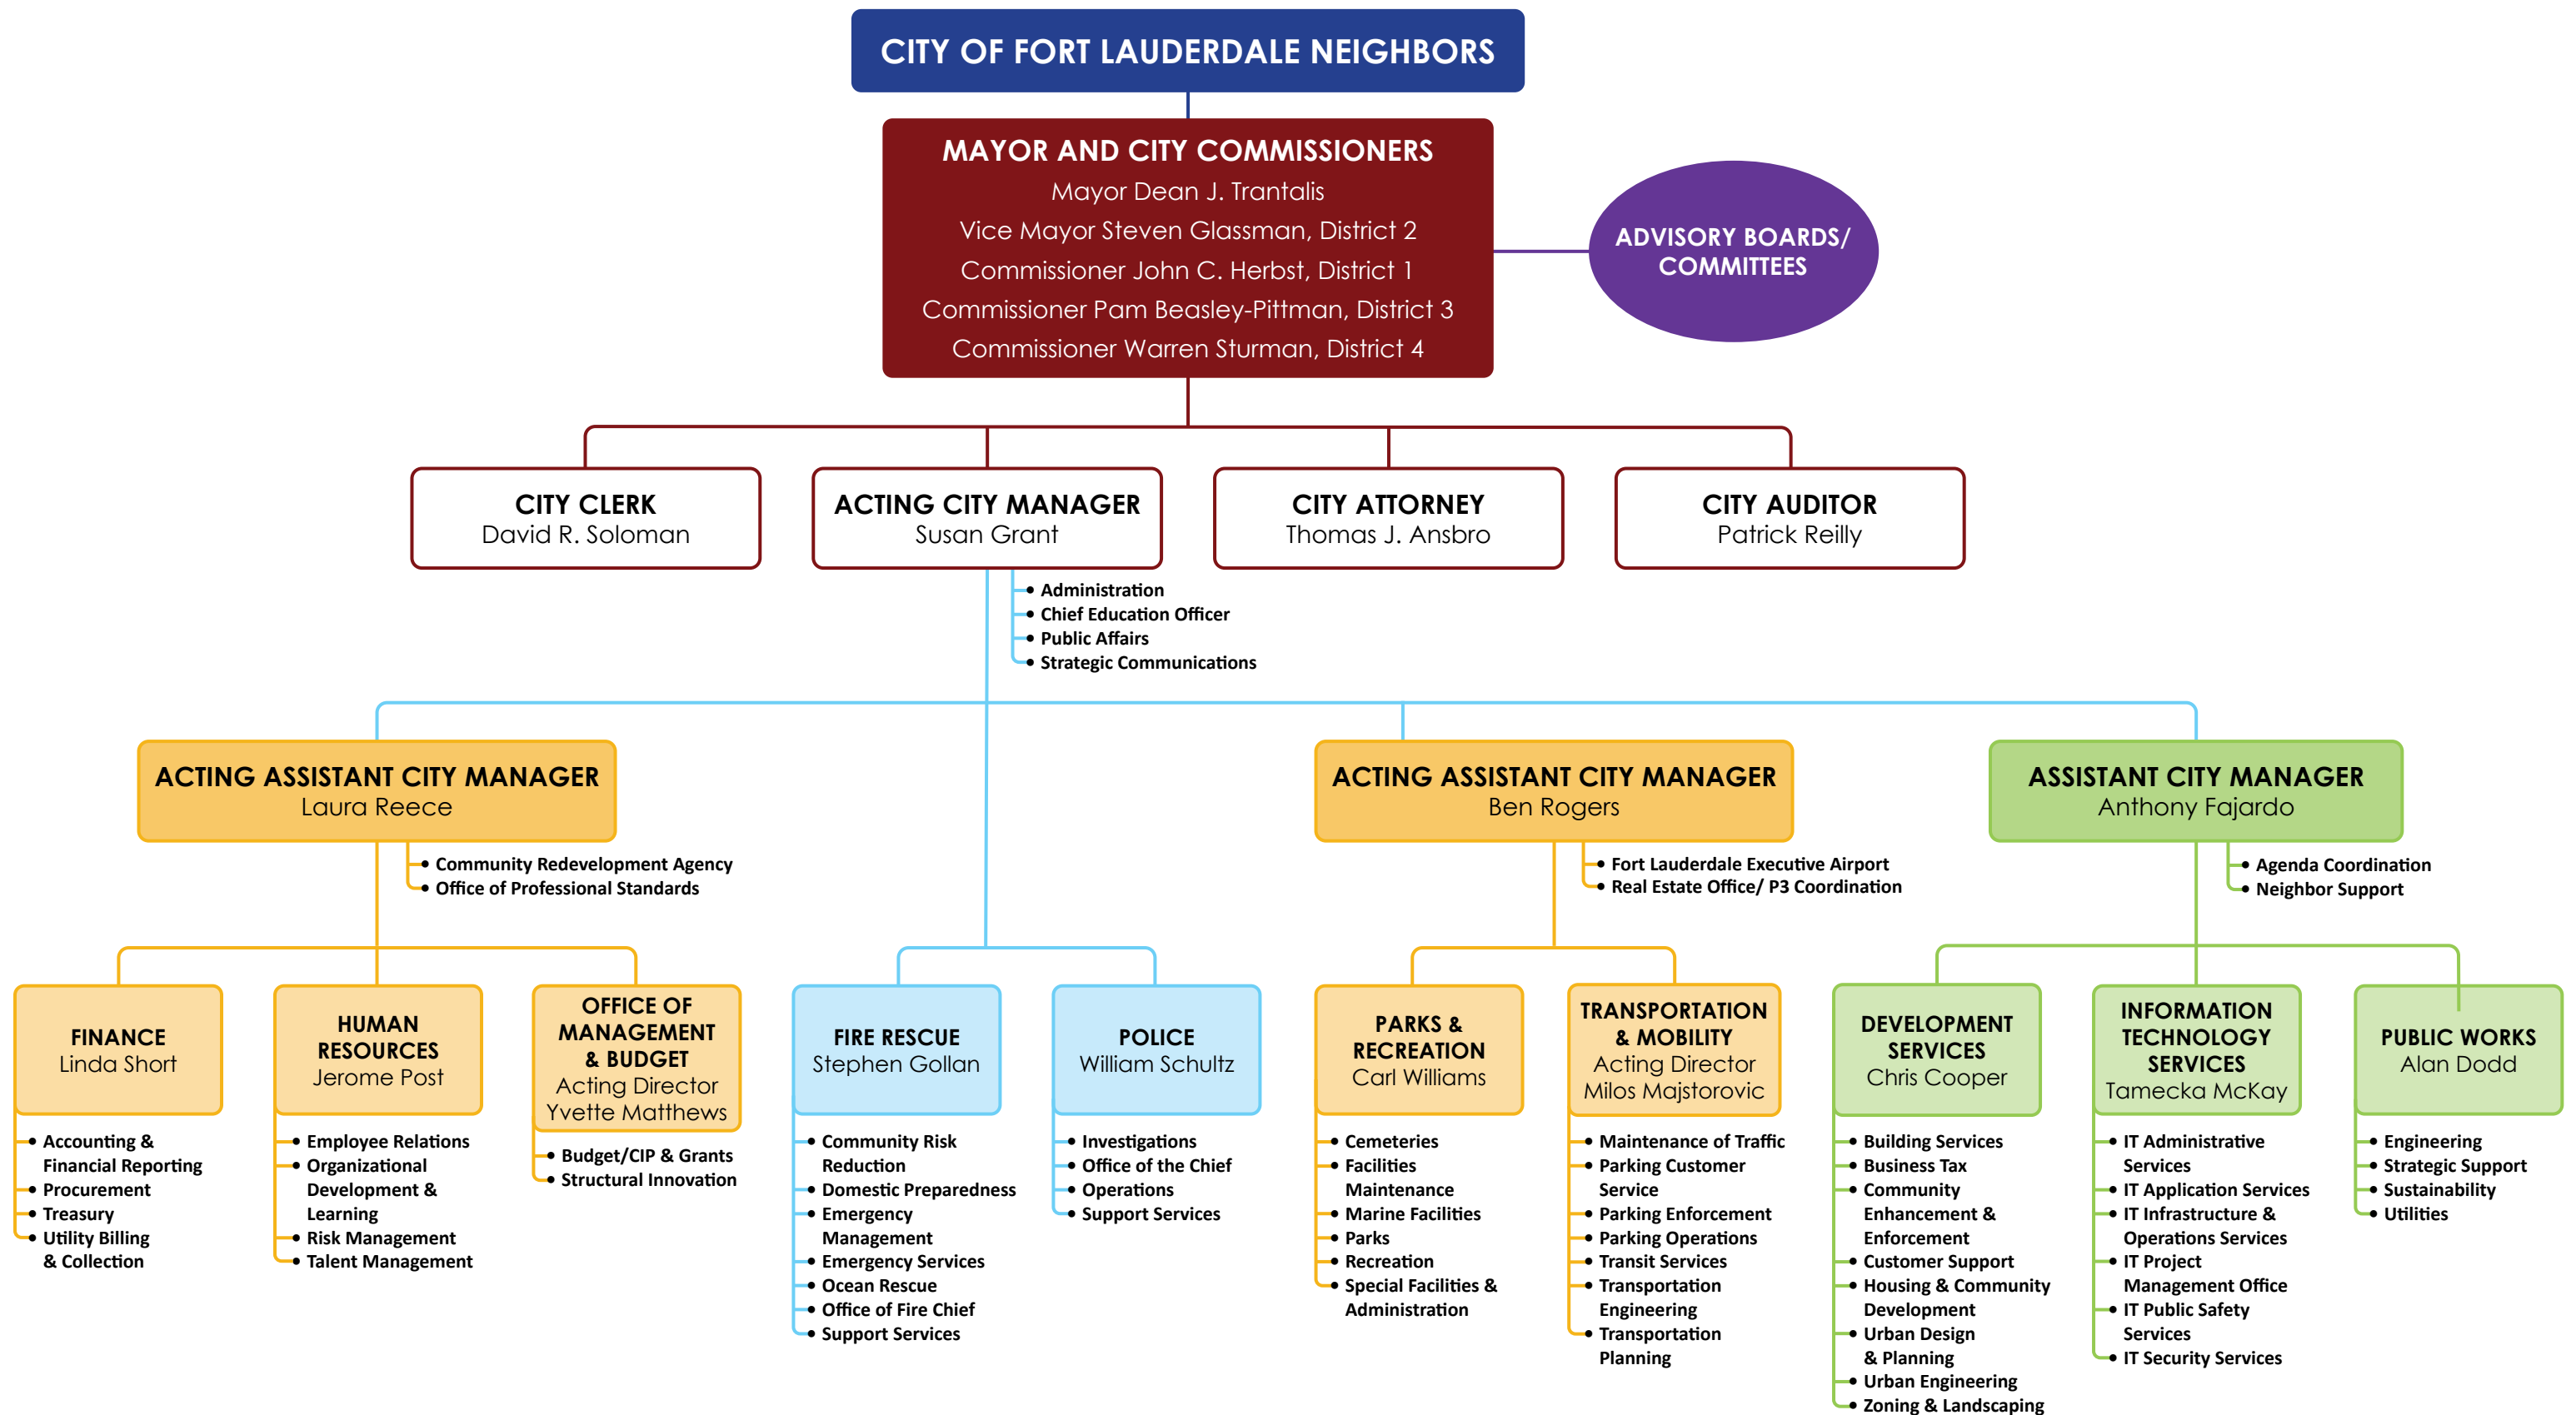 CITY OF FORT LAUDERDALE NEIGHBORS
MAYOR AND CITY COMMISSIONERS
Mayor Dean J. Trantalis
Vice Mayor Steven Glassman, District 2
Commissioner John C. Herbst, District 1
Commissioner Pam Beasley-Pittman, District 3
Commissioner Warren Sturman, District 4
ADVISORY BOARDS/
COMMITTEES
CITY CLERK
David R. Soloman
ACTING CITY MANAGER
Susan Grant
CITY ATTORNEY
Thomas J. Ansbro
CITY AUDITOR
Patrick Reilly
• Administration
• Chief Education Officer
• Public Affairs
• Strategic Communications
ACTING ASSISTANT CITY MANAGER
Laura Reece
• Community Redevelopment Agency
• Office of Professional Standards
ACTING ASSISTANT CITY MANAGER
Ben Rogers
• Fort Lauderdale Executive Airport
• Real Estate Office/ P3 Coordination
ASSISTANT CITY MANAGER
Anthony Fajardo
• Agenda Coordination
• Neighbor Support
FINANCE
Linda Short
• Accounting &
Financial Reporting
• Procurement
• Treasury
• Utility Billing
& Collection
HUMAN
RESOURCES
Jerome Post
• Employee Relations
• Organizational
Development &
Learning
• Risk Management
• Talent Management
OFFICE OF
MANAGEMENT
& BUDGET
Acting Director
Yvette Matthews
• Budget/CIP & Grants
• Structural Innovation
FIRE RESCUE
Stephen Gollan
• Community Risk
Reduction
• Domestic Preparedness
• Emergency
Management
• Emergency Services
• Ocean Rescue
• Office of Fire Chief
• Support Services
POLICE
William Schultz
• Investigations
• Office of the Chief
• Operations
• Support Services
PARKS &
RECREATION
Carl Williams
• Cemeteries
• Facilities
Maintenance
• Marine Facilities
• Parks
• Recreation
• Special Facilities &
Administration
TRANSPORTATION
& MOBILITY
Acting Director
Milos Majstorovic
• Maintenance of Traffic
• Parking Customer
Service
• Parking Enforcement
• Parking Operations
• Transit Services
• Transportation
Engineering
• Transportation
Planning
DEVELOPMENT
SERVICES
Chris Cooper
• Building Services
• Business Tax
• Community
Enhancement &
Enforcement
• Customer Support
• Housing & Community
Development
• Urban Design
& Planning
• Urban Engineering
• Zoning & Landscaping
INFORMATION
TECHNOLOGY
SERVICES
Tamecka McKay
• IT Administrative
Services
• IT Application Services
• IT Infrastructure &
Operations Services
• IT Project
Management Office
• IT Public Safety
Services
• IT Security Services
PUBLIC WORKS
Alan Dodd
• Engineering
• Strategic Support
• Sustainability
• Utilities